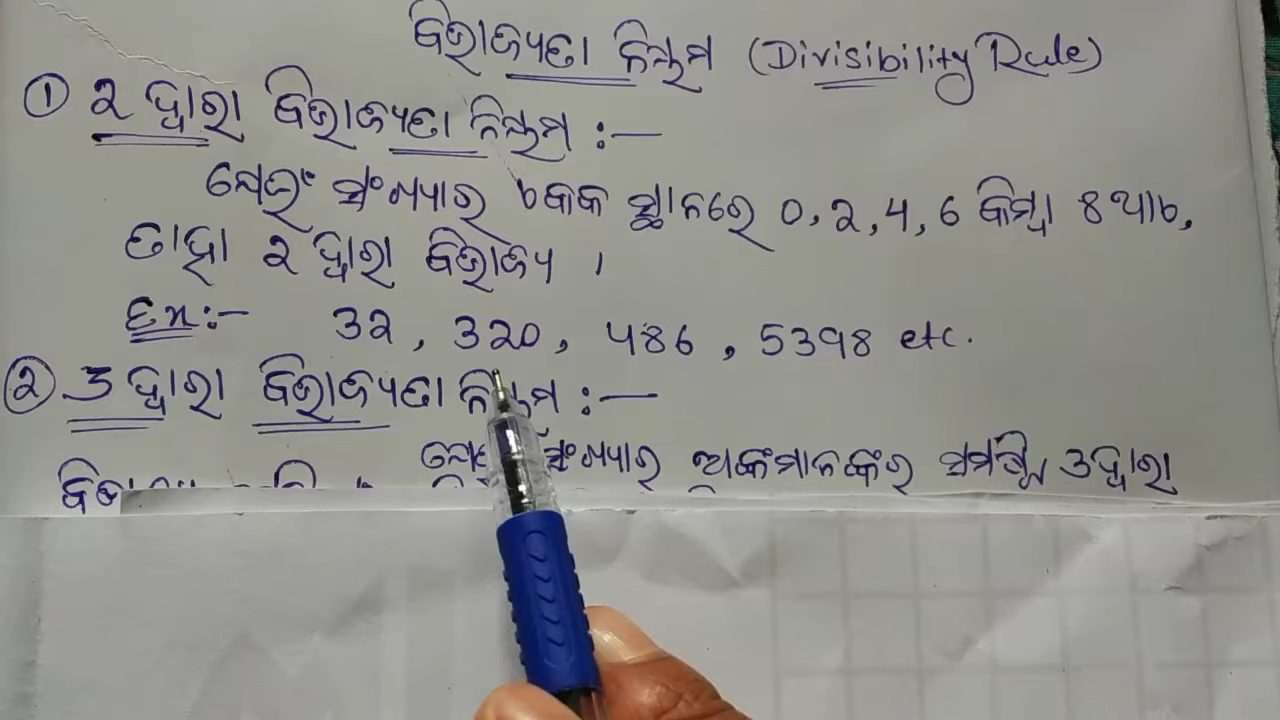 ବିଭାଜ୍ୟତା ନିୟମ (Divisibility Rule)
① 2 ଦ୍ୱାରା ବିଭାଜ୍ୟତା ନିୟମ :—
ଯେଉଁ ସଂଖ୍ୟାର ଏକକ ସ୍ଥାନରେ 0, 2, 4, 6 କିମ୍ବା 8 ଥାଏ,
ତାହା 2 ଦ୍ୱାରା ବିଭାଜ୍ୟ ।
Ex:- 32, 320, 486, 5398 etc.
② 3 ଦ୍ୱାରା ବିଭାଜ୍ୟତା ନିୟମ :—
ଯେଉଁ ସଂଖ୍ୟାର ଅଙ୍କମାନଙ୍କର ସମଷ୍ଟି 3 ଦ୍ୱାରା